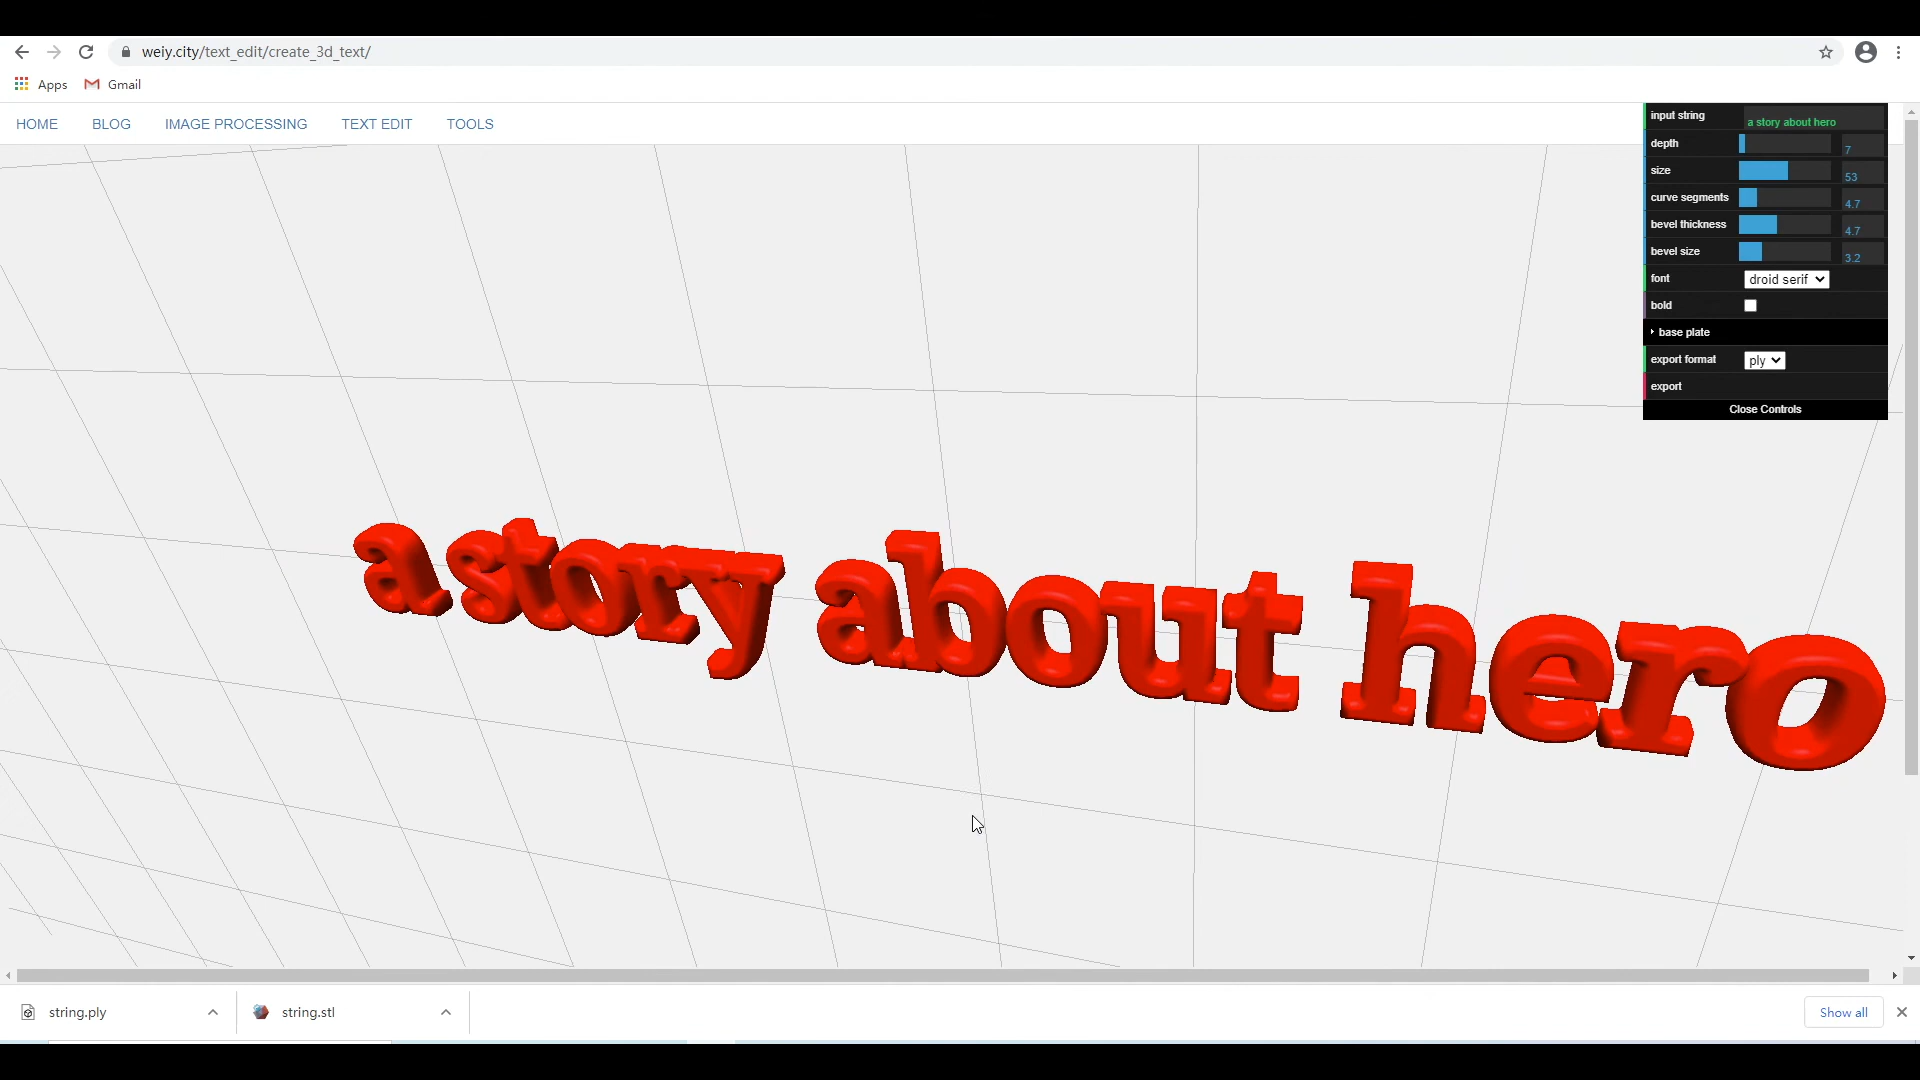 weiy.city/text_edit/create_3d_text/
Apps Gmail
HOME BLOG IMAGE PROCESSING TEXT EDIT TOOLS
input string a story about hero
depth 7
size 53
curve segments 4.7
bevel thickness 4.7
bevel size 3.2
font droid serif
bold
base plate
export format ply
export
Close Controls
a story about hero
string.ply string.stl Show all